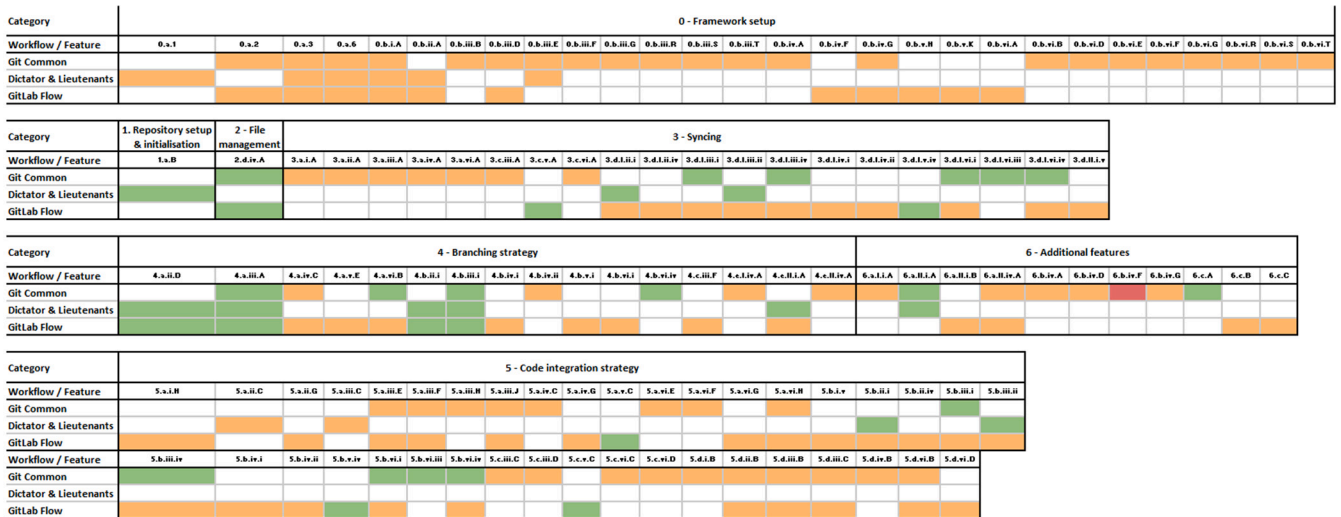 Category 0 - Framework setup
Workflow / Feature 0.a.1 0.a.2 0.a.3 0.a.6 0.b.i.A 0.b.ii.A 0.b.iii.B 0.b.iii.D 0.b.iii.E 0.b.iii.F 0.b.iii.G 0.b.iii.R 0.b.iii.S 0.b.iii.T 0.b.iv.A 0.b.iv.F 0.b.iv.G 0.b.v.H 0.b.v.K 0.b.vi.A 0.b.vi.B 0.b.vi.D 0.b.vi.E 0.b.vi.F 0.b.vi.G 0.b.vi.R 0.b.vi.S 0.b.vi.T
Git Common
Dictator & Lieutenants
GitLab Flow
Category 1. Repository setup & initialisation 2 - File management 3 - Syncing
Workflow / Feature 1.a.B 2.d.iv.A 3.a.i.A 3.a.ii.A 3.a.iii.A 3.a.iv.A 3.a.vi.A 3.c.iii.A 3.c.v.A 3.c.vi.A 3.d.I.ii.i 3.d.I.ii.iv 3.d.I.iii.i 3.d.I.iii.ii 3.d.I.iii.iv 3.d.I.iv.i 3.d.I.iv.ii 3.d.I.iv.iv 3.d.I.vi.i 3.d.I.vi.iii 3.d.I.vi.iv 3.d.II.i.v
Git Common
Dictator & Lieutenants
GitLab Flow
Category 4 - Branching strategy 6 - Additional features
Workflow / Feature 4.a.ii.D 4.a.iii.A 4.a.iv.C 4.a.v.E 4.a.vi.B 4.b.ii.i 4.b.iii.i 4.b.iv.i 4.b.iv.ii 4.b.v.i 4.b.vi.i 4.b.vi.iv 4.c.iii.F 4.c.I.iv.A 4.c.II.i.A 4.c.II.iv.A 6.a.I.i.A 6.a.II.i.A 6.a.II.i.B 6.a.II.iv.A 6.b.iv.A 6.b.iv.D 6.b.iv.F 6.b.iv.G 6.c.A 6.c.B 6.c.C
Git Common
Dictator & Lieutenants
GitLab Flow
Category 5 - Code integration strategy
Workflow / Feature 5.a.i.H 5.a.ii.C 5.a.ii.G 5.a.iii.C 5.a.iii.E 5.a.iii.F 5.a.iii.H 5.a.iii.J 5.a.iv.C 5.a.iv.G 5.a.v.C 5.a.vi.E 5.a.vi.F 5.a.vi.G 5.a.vi.H 5.b.i.v 5.b.ii.i 5.b.ii.iv 5.b.iii.i 5.b.iii.ii
Git Common
Dictator & Lieutenants
GitLab Flow
Workflow / Feature 5.b.iii.iv 5.b.iv.i 5.b.iv.ii 5.b.v.iv 5.b.vi.i 5.b.vi.iii 5.b.vi.iv 5.c.iii.C 5.c.iii.D 5.c.v.C 5.c.vi.C 5.c.vi.D 5.d.i.B 5.d.ii.B 5.d.iii.B 5.d.iii.C 5.d.iv.B 5.d.vi.B 5.d.vi.D
Git Common
Dictator & Lieutenants
GitLab Flow